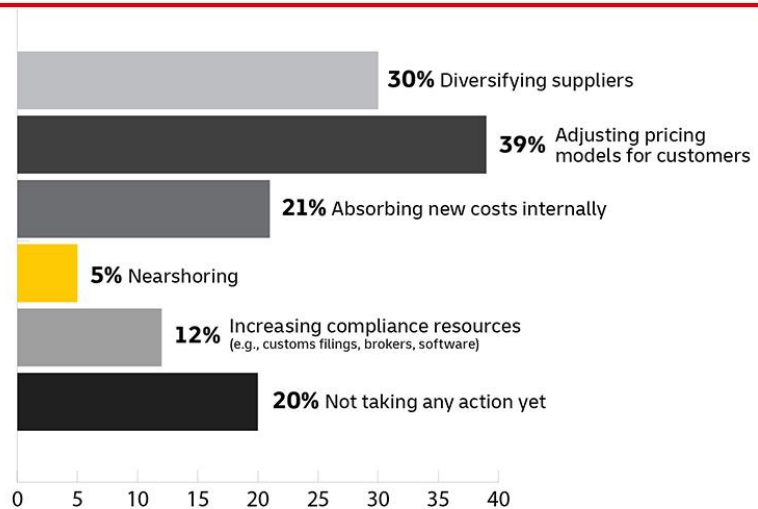 30% Diversifying suppliers
39% Adjusting pricing
models for customers
21% Absorbing new costs internally
5% Nearshoring
12% Increasing compliance resources
(e.g., customs filings, brokers, software)
20% Not taking any action yet
0 5 10 15 20 25 30 35 40